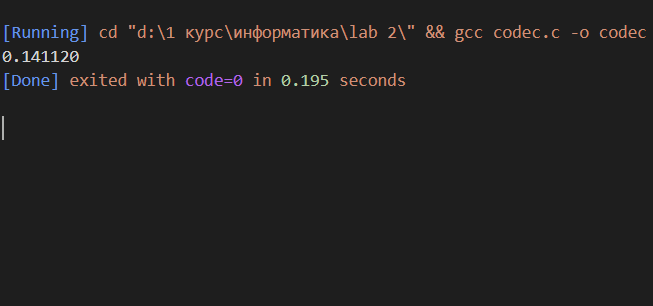 [Running] cd "d:\1 курс\информатика\lab 2\" && gcc codec.c -o codec
0.141120
[Done] exited with code=0 in 0.195 seconds